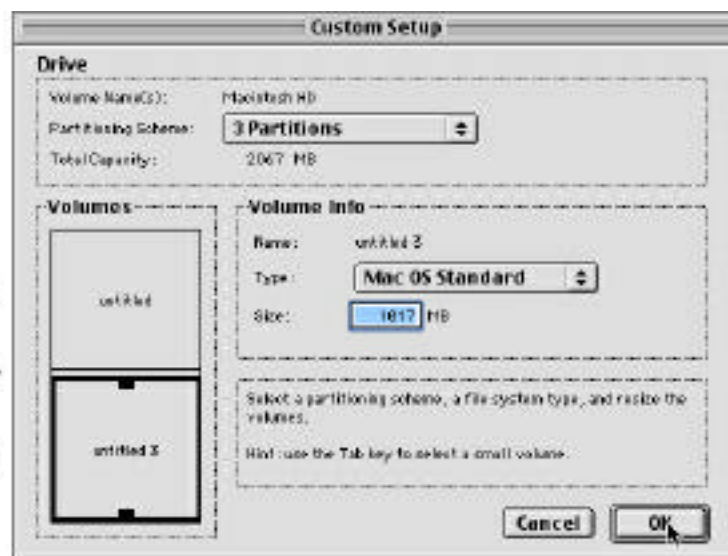 Custom Setup
Drive
Volume Name(s): Macintosh HD
Partitioning Scheme: 3 Partitions
Total Capacity: 2067 MB
Volumes
untitled
untitled 3
Volume Info
Name: untitled 3
Type: Mac OS Standard
Size: 1017 MB
Select a partitioning scheme, a file system type, and resize the
volumes.
Hint: use the Tab key to select a small volume.
Cancel
OK